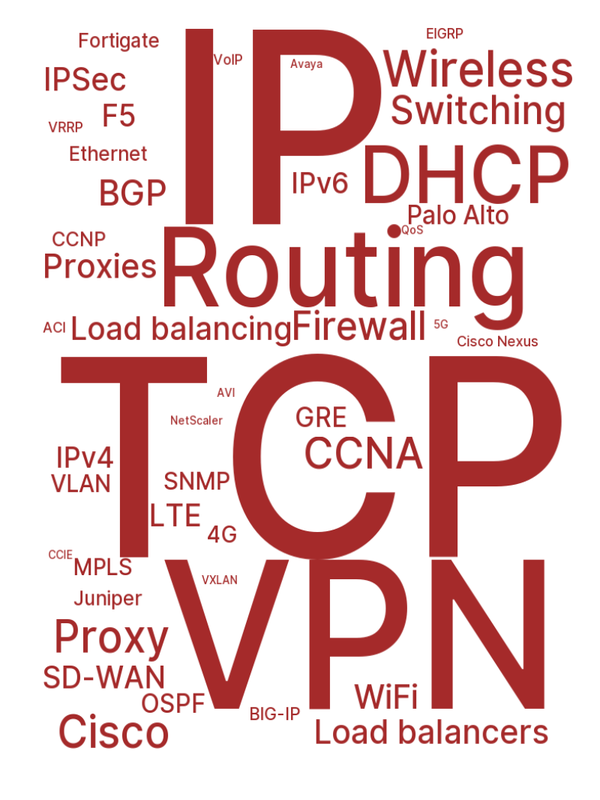 Fortigate
EIGRP
IP
VoIP
Avaya
Wireless
IPSec
Switching
F5
VRRP
Ethernet
DHCP
IPv6
BGP
Palo Alto
QoS
CCNP
Routing
Proxies
ACI
Load balancing
Firewall
5G
Cisco Nexus
TCP
AVI
NetScaler
GRE
CCNA
IPv4
SNMP
VLAN
LTE
4G
CCIE
MPLS
VPN
VXLAN
Juniper
Proxy
SD-WAN
OSPF
WiFi
BIG-IP
Cisco
Load balancers